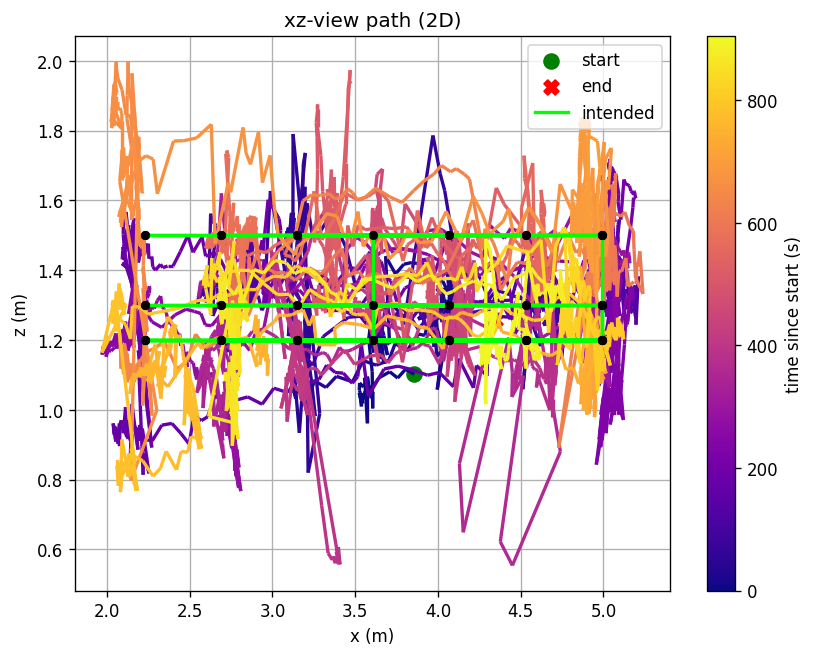 xz-view path (2D)
start
end
intended
2.0
1.8
1.6
1.4
1.2
1.0
0.8
0.6
z (m)
2.0 2.5 3.0 3.5 4.0 4.5 5.0
x (m)
800
600
400
200
0
time since start (s)